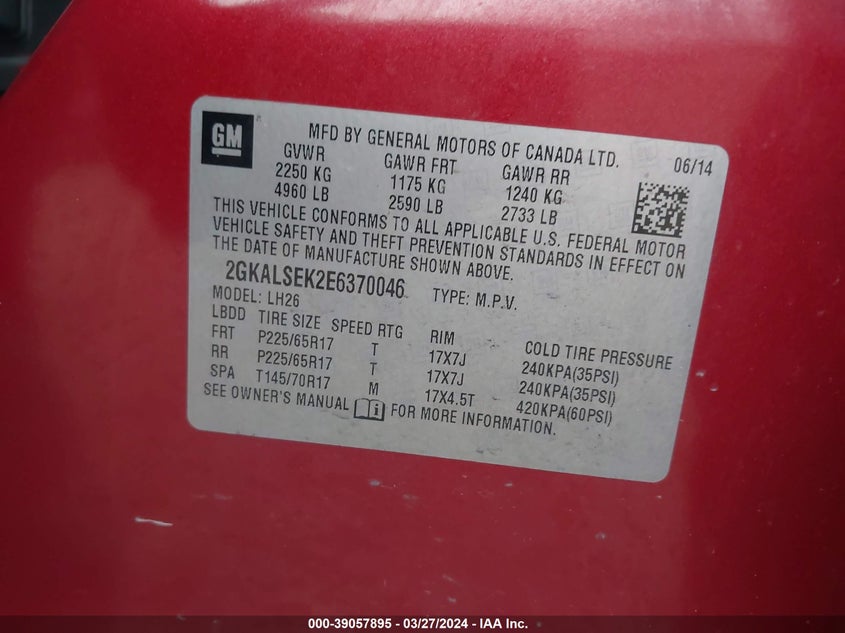 GM
MFD BY GENERAL MOTORS OF CANADA LTD. 06/14
GVWR GAWR FRT GAWR RR
2250 KG 1175 KG 1240 KG
4960 LB 2590 LB 2733 LB
THIS VEHICLE CONFORMS TO ALL APPLICABLE U.S. FEDERAL MOTOR
VEHICLE SAFETY AND THEFT PREVENTION STANDARDS IN EFFECT ON
THE DATE OF MANUFACTURE SHOWN ABOVE.
2GKALSEK2E6370046 TYPE: M.P.V.
MODEL: LH26
LBDD TIRE SIZE SPEED RTG RIM COLD TIRE PRESSURE
FRT P225/65R17 T 17X7J 240KPA(35PSI)
RR P225/65R17 T 17X7J 240KPA(35PSI)
SPA T145/70R17 M 17X4.5T 420KPA(60PSI)
SEE OWNER'S MANUAL i FOR MORE INFORMATION.
000-39057895 — 03/27/2024 — IAA Inc.